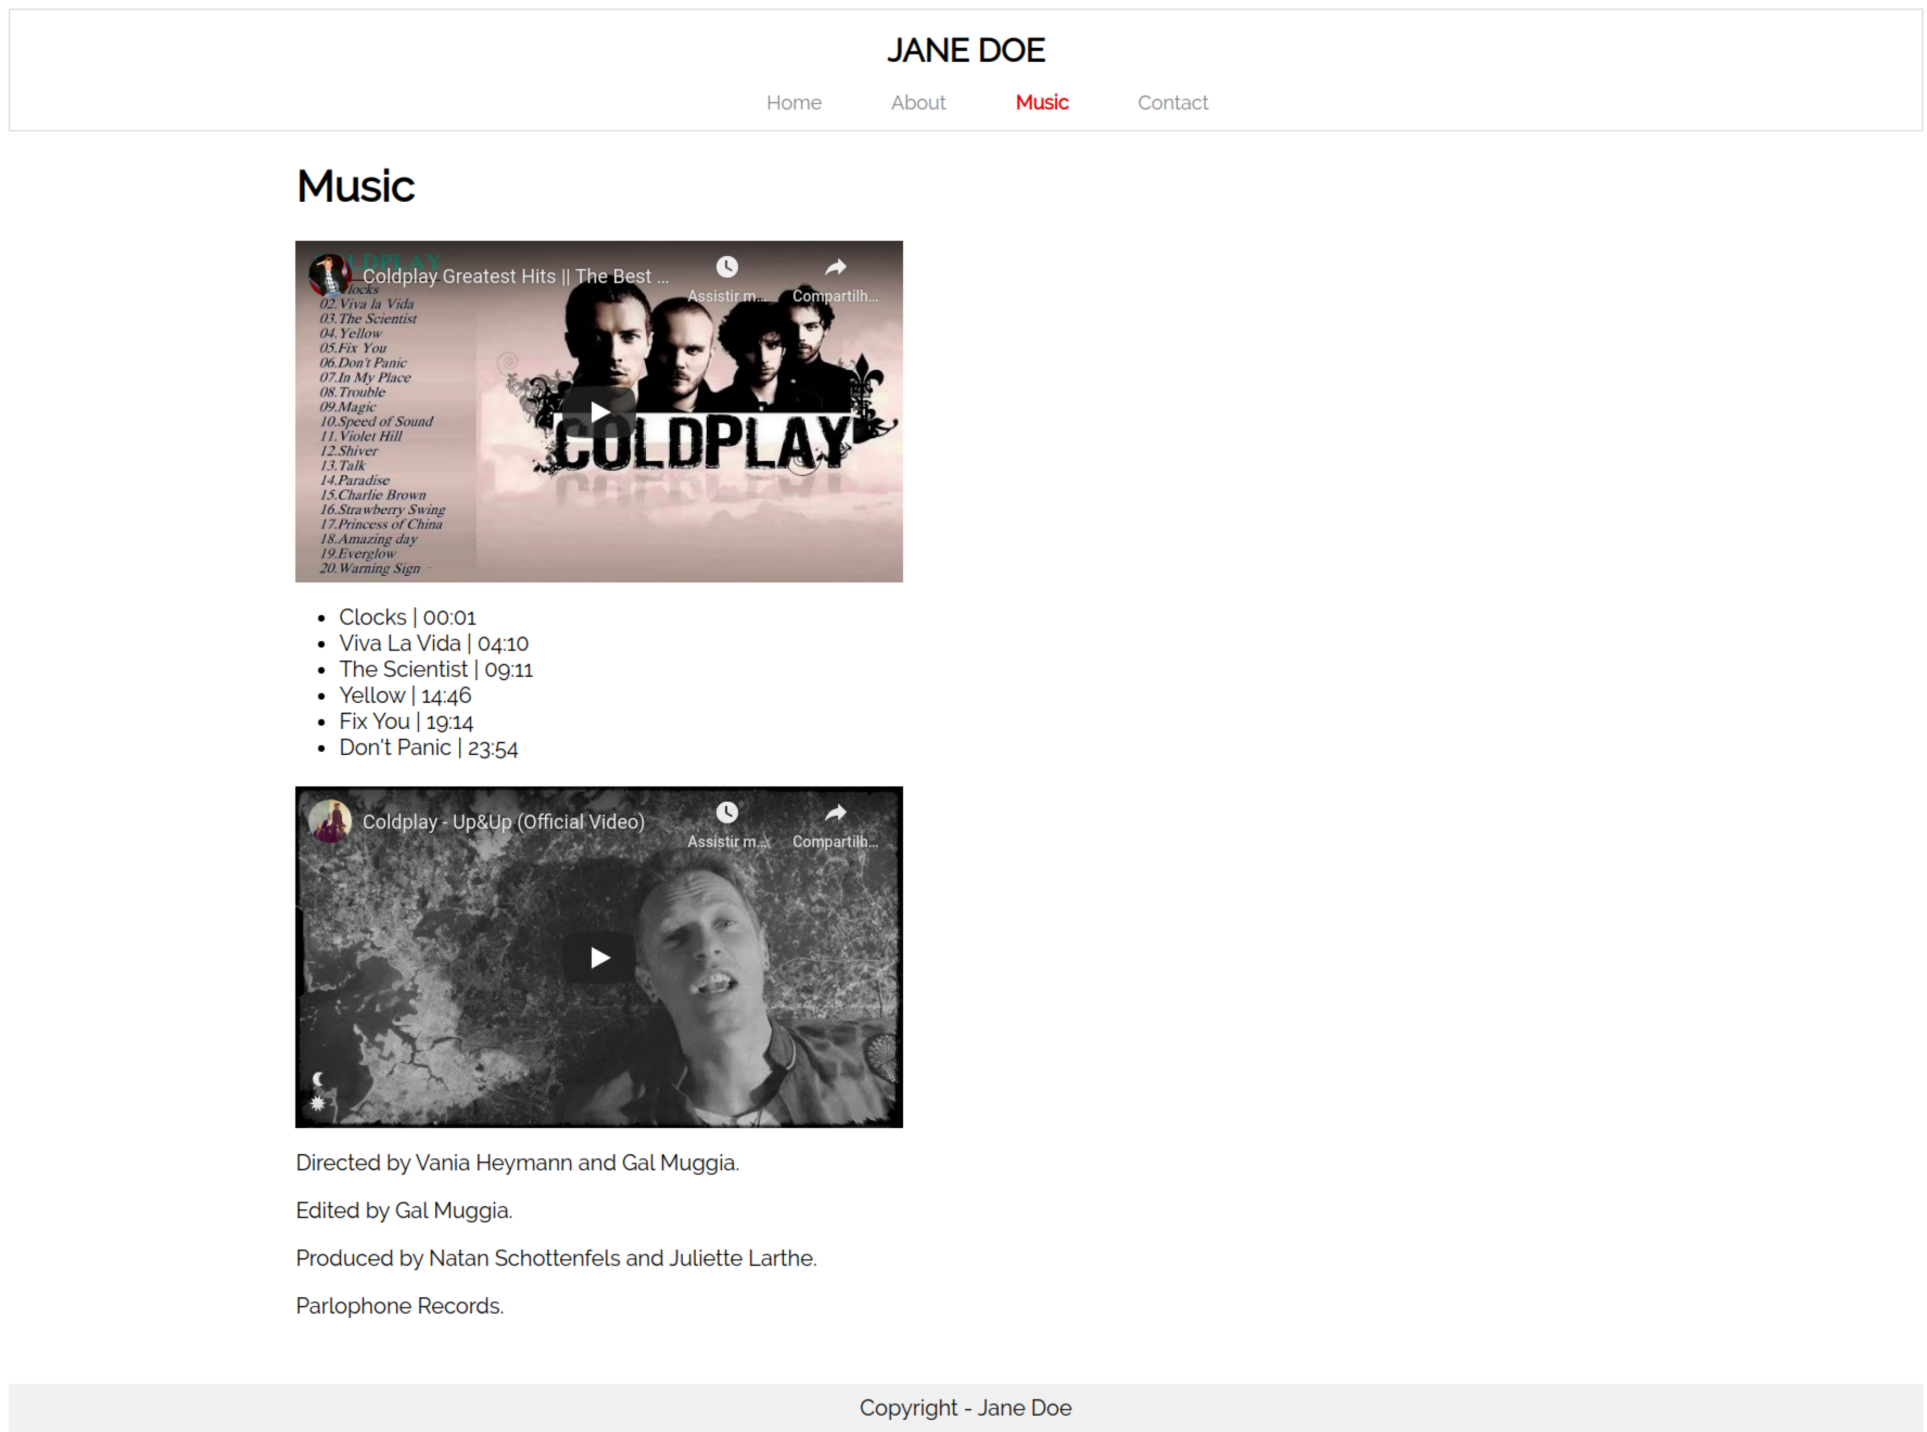 JANE DOE
Home About Music Contact
Music
Coldplay Greatest Hits || The Best ...
Assistir m... Compartilh...
Clocks
02.Viva la Vida
03.The Scientist
04.Yellow
05.Fix You
06.Don't Panic
07.In My Place
08.Trouble
09.Magic
10.Speed of Sound
11.Violet Hill
12.Shiver
13.Talk
14.Paradise
15.Charlie Brown
16.Strawberry Swing
17.Princess of China
18.Amazing day
19.Everglow
20.Warning Sign
COLDPLAY
Clocks | 00:01
Viva La Vida | 04:10
The Scientist | 09:11
Yellow | 14:46
Fix You | 19:14
Don't Panic | 23:54
Coldplay - Up&Up (Official Video)
Assistir m... Compartilh...
Directed by Vania Heymann and Gal Muggia.
Edited by Gal Muggia.
Produced by Natan Schottenfels and Juliette Larthe.
Parlophone Records.
Copyright - Jane Doe